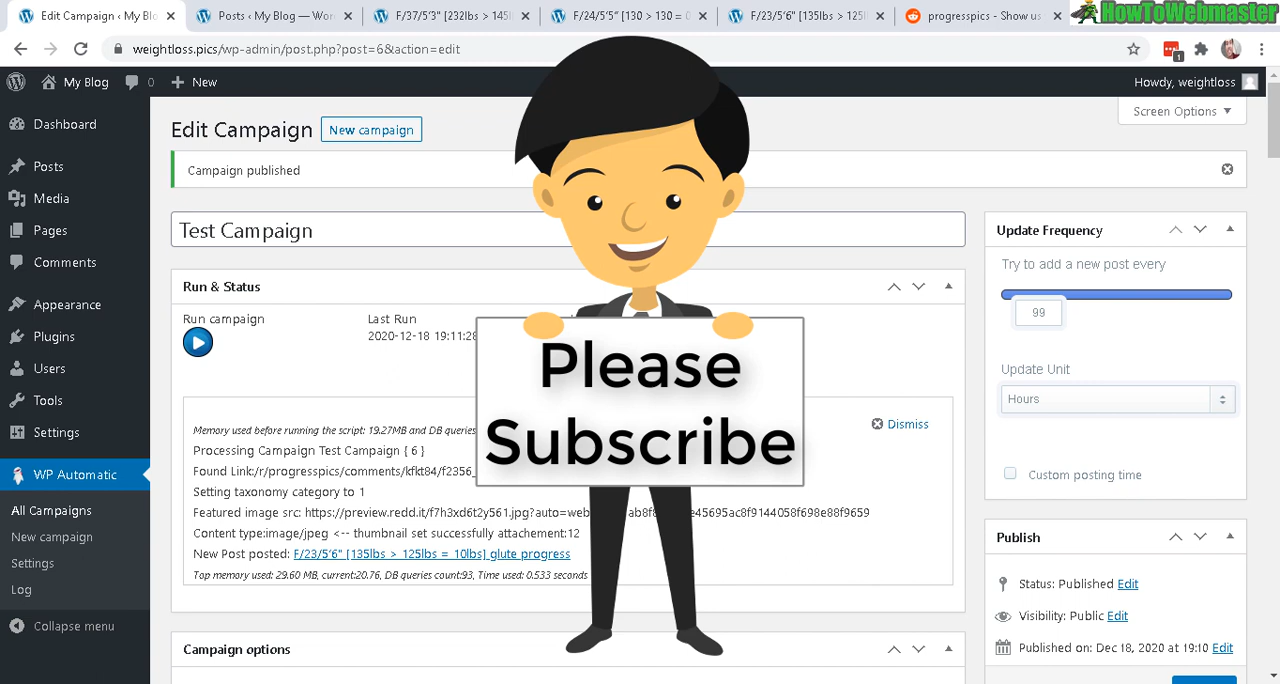 Edit Campaign ‹ My Blo
Posts ‹ My Blog — Wor
F/37/5'3" [232lbs > 145l
F/24/5'5" [130 > 130 = 0
F/23/5'6" [135lbs > 125l
progresspics - Show us
HowToWebmaster
weightloss.pics/wp-admin/post.php?post=6&action=edit
1
My Blog
0
New
Howdy, weightloss
Dashboard
Posts
Media
Pages
Comments
Appearance
Plugins
Users
Tools
Settings
WP Automatic
All Campaigns
New campaign
Settings
Log
Collapse menu
Screen Options
Edit Campaign
New campaign
Campaign published
Test Campaign
Run & Status
Run campaign
Last Run
2020-12-18 19:11:28
Dismiss
Memory used before running the script: 19.27MB and DB queries
Processing Campaign Test Campaign { 6 }
Found Link:/r/progresspics/comments/kfkt84/f2356_
Setting taxonomy category to 1
Featured image src: https://preview.redd.it/f7h3xd6t2y561.jpg?auto=web ab8f8 e45695ac8f9144058f698e88f9659
Content type:image/jpeg <-- thumbnail set successfully attachement:12
New Post posted: F/23/5'6" [135lbs > 125lbs = 10lbs] glute progress
Top memory used: 29.60 MB, current:20.76, DB queries count:93, Time used: 0.533 seconds
Campaign options
Please
Subscribe
Update Frequency
Try to add a new post every
99
Update Unit
Hours
Custom posting time
Publish
Status: Published Edit
Visibility: Public Edit
Published on: Dec 18, 2020 at 19:10 Edit